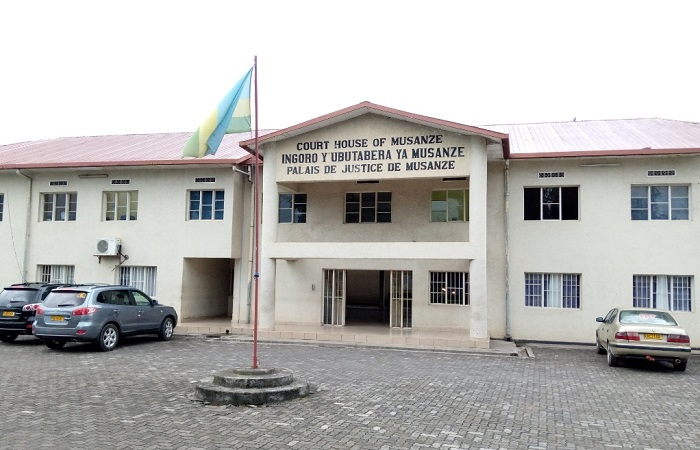 COURT HOUSE OF MUSANZE
INGORO Y UBUTABERA YA MUSANZE
PALAIS DE JUSTICE DE MUSANZE